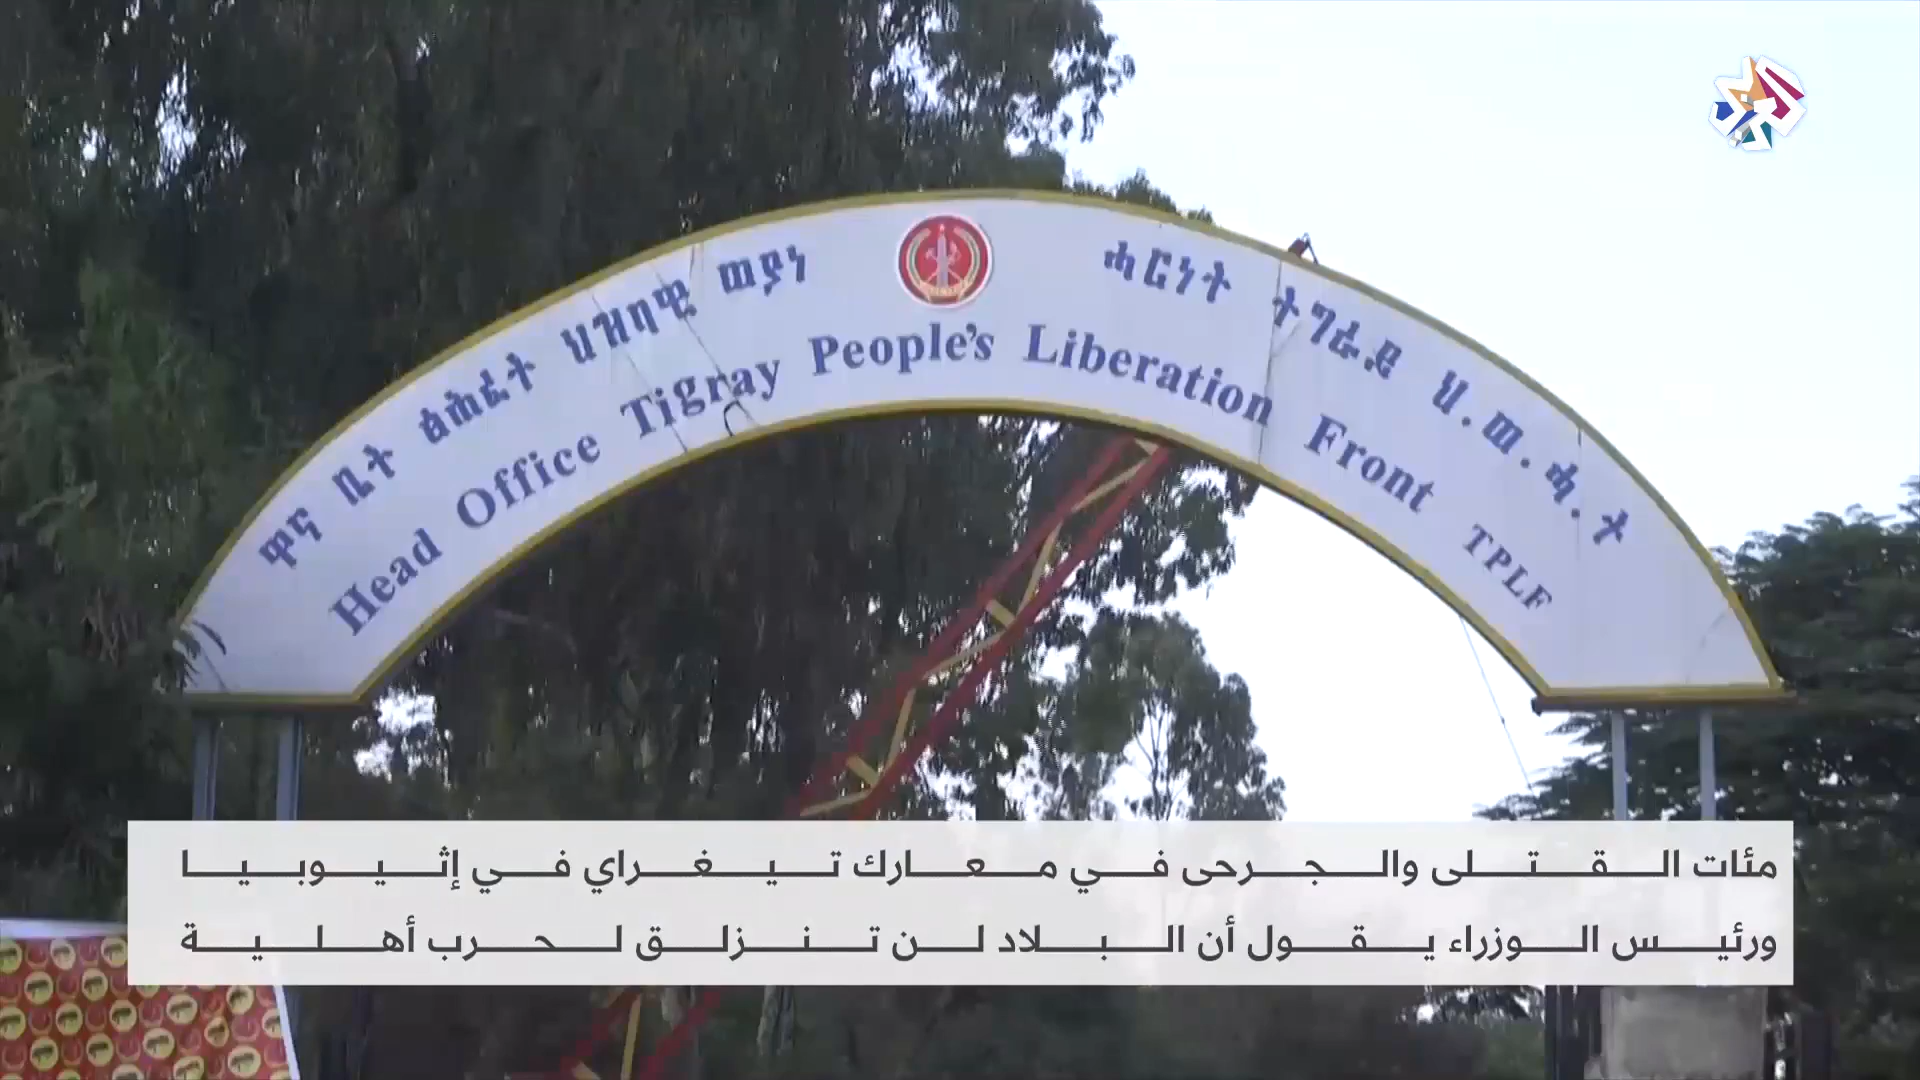 ዋና ቤት ፅሕፈት ህዝባዊ ወያነ ሓርነት ትግራይ ህ.ወ.ሓ.ት
Head Office Tigray People's Liberation Front TPLF
مئات القتلى والجرحى في معارك تيغراي في إثيوبيا
ورئيس الوزراء يقول أن البلاد لن تنزلق لحرب أهلية